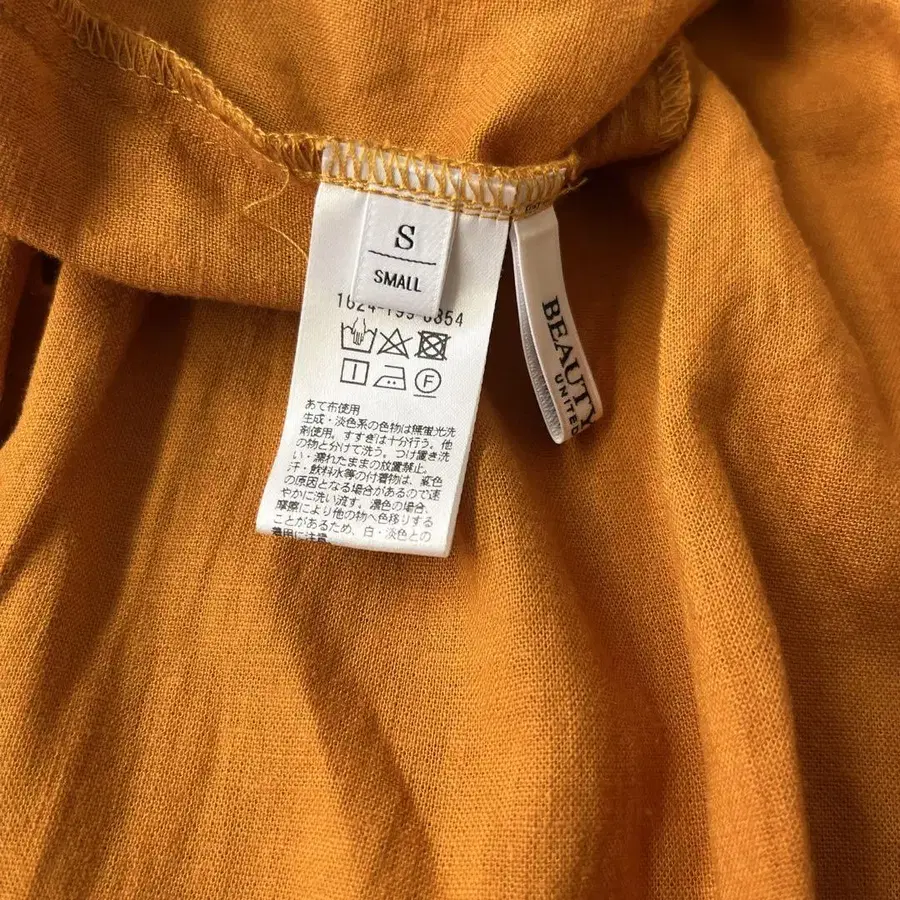 S
SMALL
あて布使用
生成・淡色系の色物は無蛍光洗
剤使用。すすぎは十分行う。他
の物と分けて洗う。つけ置き洗
い・濡れたままの放置禁止。
汗・飲料水等の付着物は、変色
の原因となる場合があるので速
やかに洗い流す。濃色の場合、
摩擦により他の物へ色移りする
ことがあるため、白・淡色との
着用に注意
F
BEAUTY
UNITED